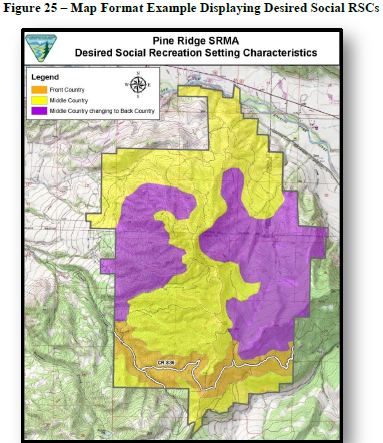 Figure 25 – Map Format Example Displaying Desired Social RSCs
Pine Ridge SRMA
Desired Social Recreation Setting Characteristics
Legend
Front Country
Middle Country
Middle Country changing to Back Country
N
W
E
S
CR 83N